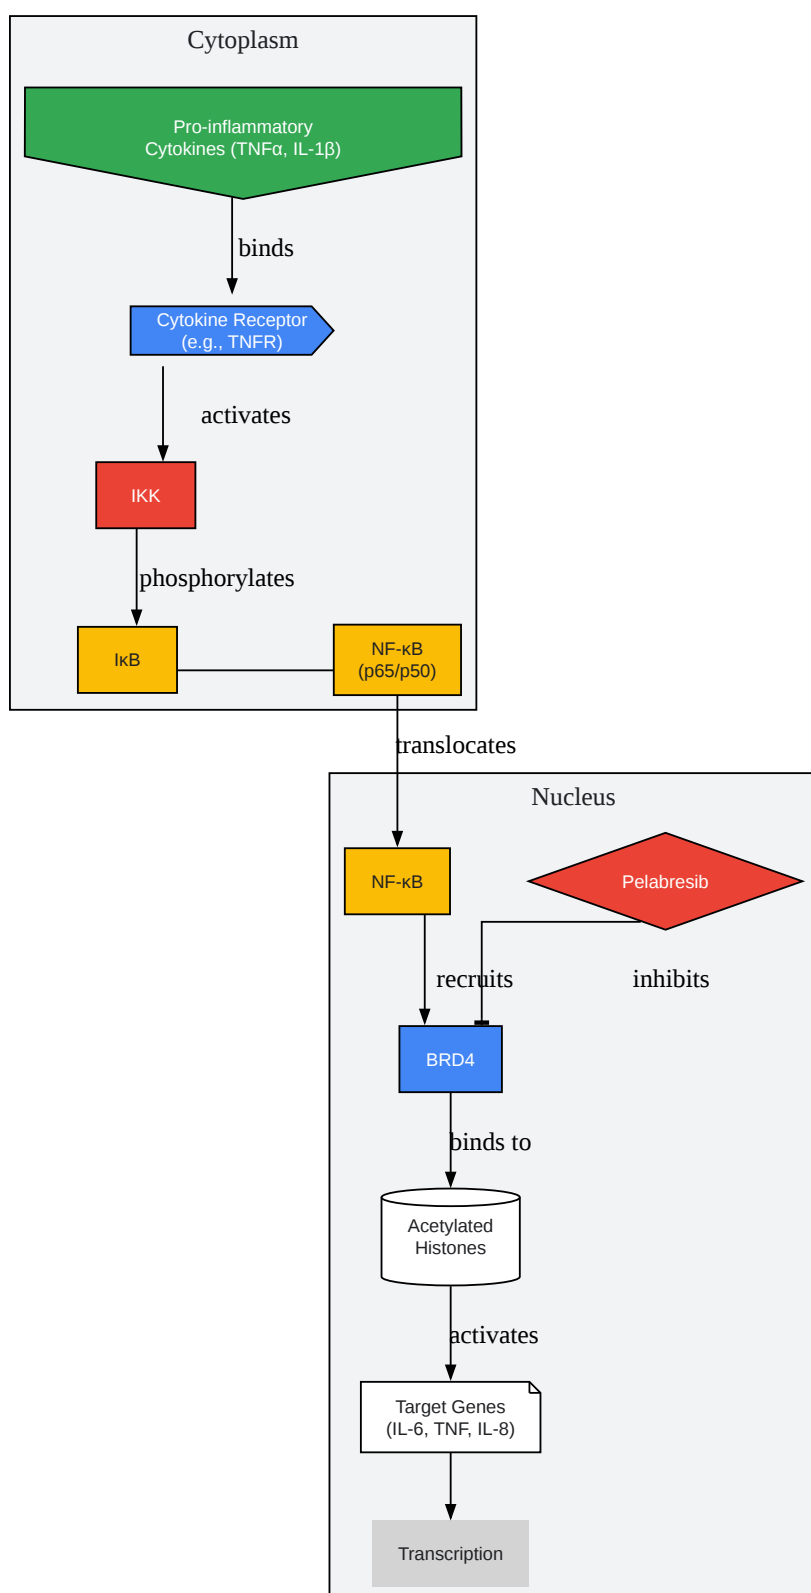 Cytoplasm
Pro-inflammatory
Cytokines (TNFα, IL-1β)
binds
Cytokine Receptor
(e.g., TNFR)
activates
IKK
phosphorylates
IκB
NF-κB
(p65/p50)
translocates
Nucleus
NF-κB
Pelabresib
recruits
inhibits
BRD4
binds to
Acetylated
Histones
activates
Target Genes
(IL-6, TNF, IL-8)
Transcription